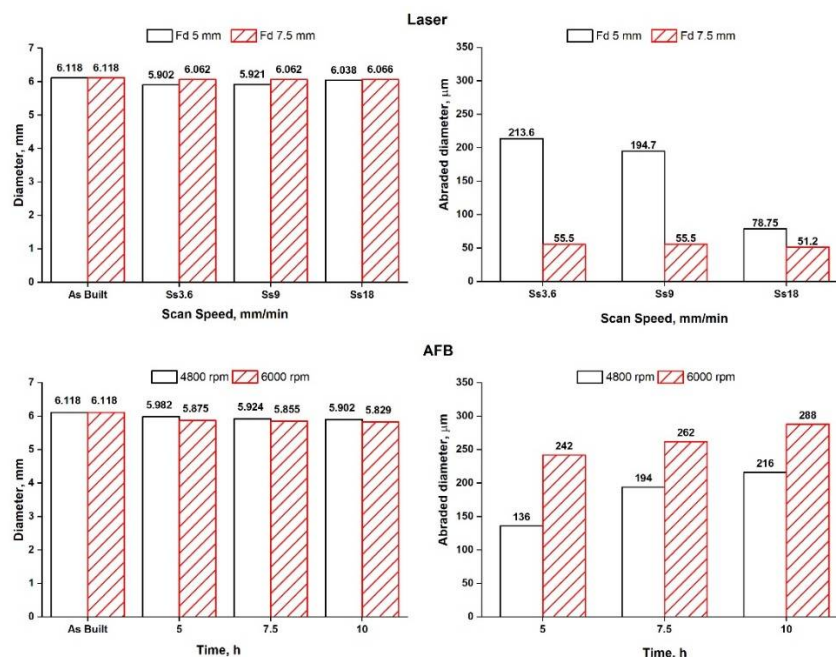 Laser
Fd 5 mm Fd 7.5 mm
7
6
5
4
3
2
1
0
Diameter, mm
6.118 6.118 5.902 6.062 5.921 6.062 6.038 6.066
As Built Ss3.6 Ss9 Ss18
Scan Speed, mm/min
Fd 5 mm Fd 7.5 mm
350
300
250
200
150
100
50
0
Abraded diameter, μm
213.6 55.5 194.7 55.5 78.75 51.2
Ss3.6 Ss9 Ss18
Scan Speed, mm/min
AFB
4800 rpm 6000 rpm
7
6
5
4
3
2
1
0
Diameter, mm
6.118 6.118 5.982 5.875 5.924 5.855 5.902 5.829
As Built 5 7.5 10
Time, h
4800 rpm 6000 rpm
350
300
250
200
150
100
50
0
Abraded diameter, μm
136 242 194 262 216 288
5 7.5 10
Time, h